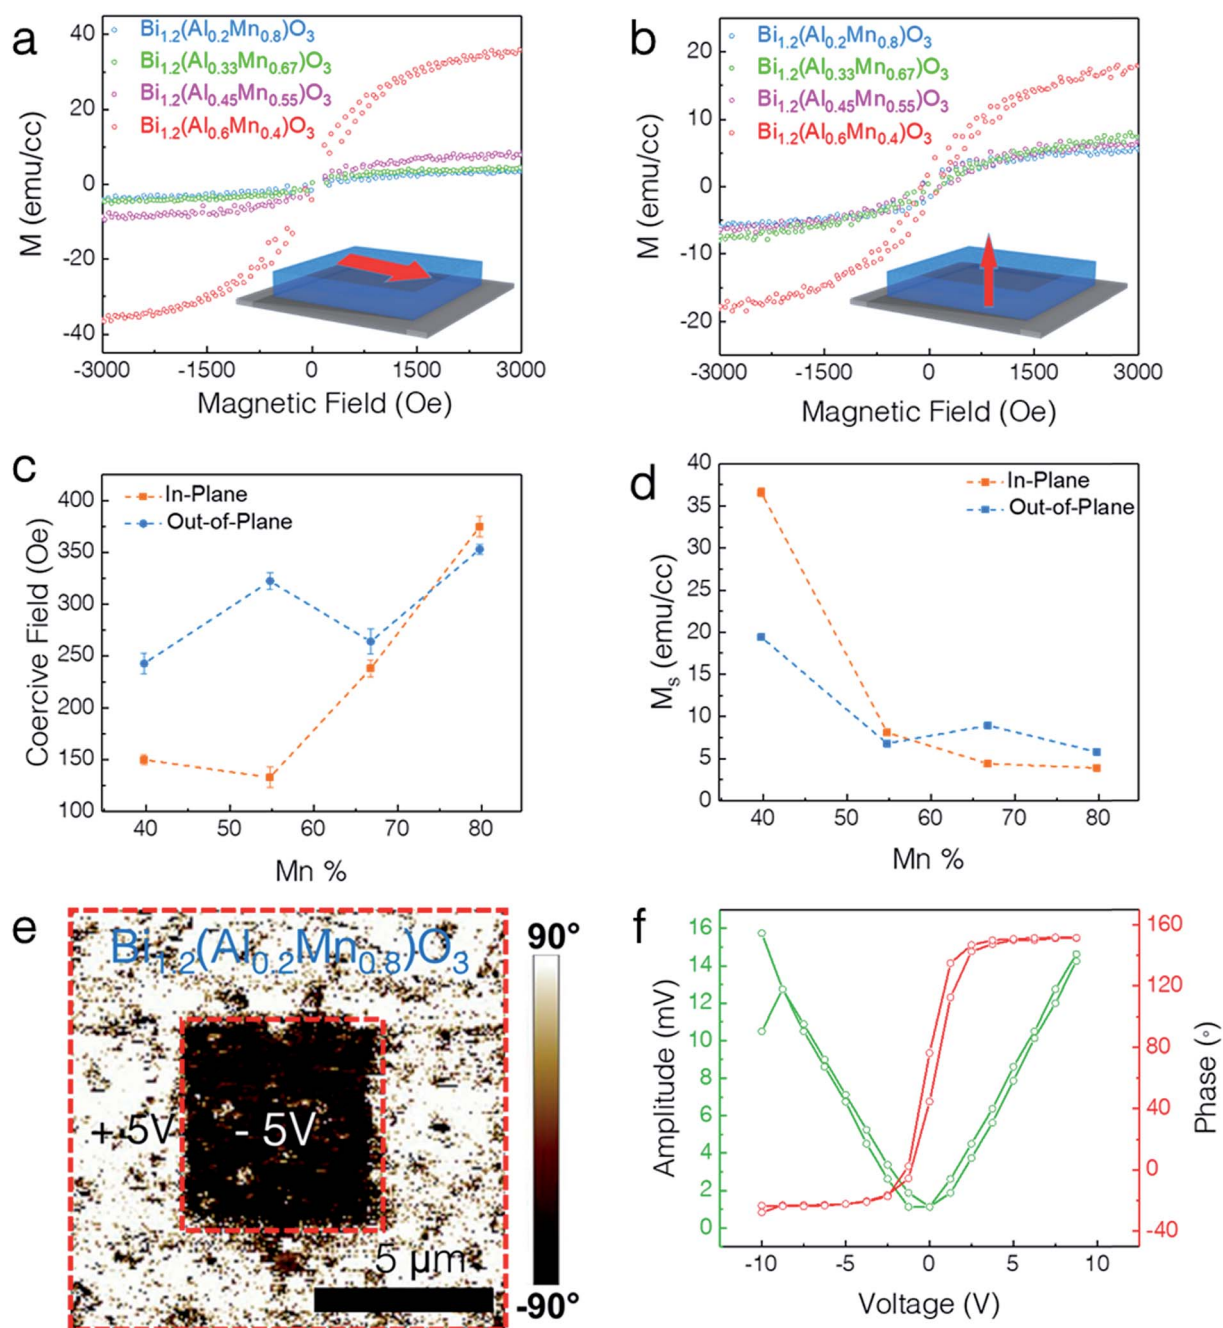 a
Bi1.2(Al0.2Mn0.8)O3
Bi1.2(Al0.33Mn0.67)O3
Bi1.2(Al0.45Mn0.55)O3
Bi1.2(Al0.6Mn0.4)O3
40
20
0
-20
-40
M (emu/cc)
-3000 -1500 0 1500 3000
Magnetic Field (Oe)
b
Bi1.2(Al0.2Mn0.8)O3
Bi1.2(Al0.33Mn0.67)O3
Bi1.2(Al0.45Mn0.55)O3
Bi1.2(Al0.6Mn0.4)O3
20
10
0
-10
-20
M (emu/cc)
-3000 -1500 0 1500 3000
Magnetic Field (Oe)
c
In-Plane
Out-of-Plane
400
350
300
250
200
150
100
Coercive Field (Oe)
40 50 60 70 80
Mn %
d
In-Plane
Out-of-Plane
40
35
30
25
20
15
10
5
0
Ms (emu/cc)
40 50 60 70 80
Mn %
e
Bi1.2(Al0.2Mn0.8)O3
+ 5V
- 5V
5 μm
90°
-90°
f
16
14
12
10
8
6
4
2
0
Amplitude (mV)
160
120
80
40
0
-40
Phase (°)
-10 -5 0 5 10
Voltage (V)